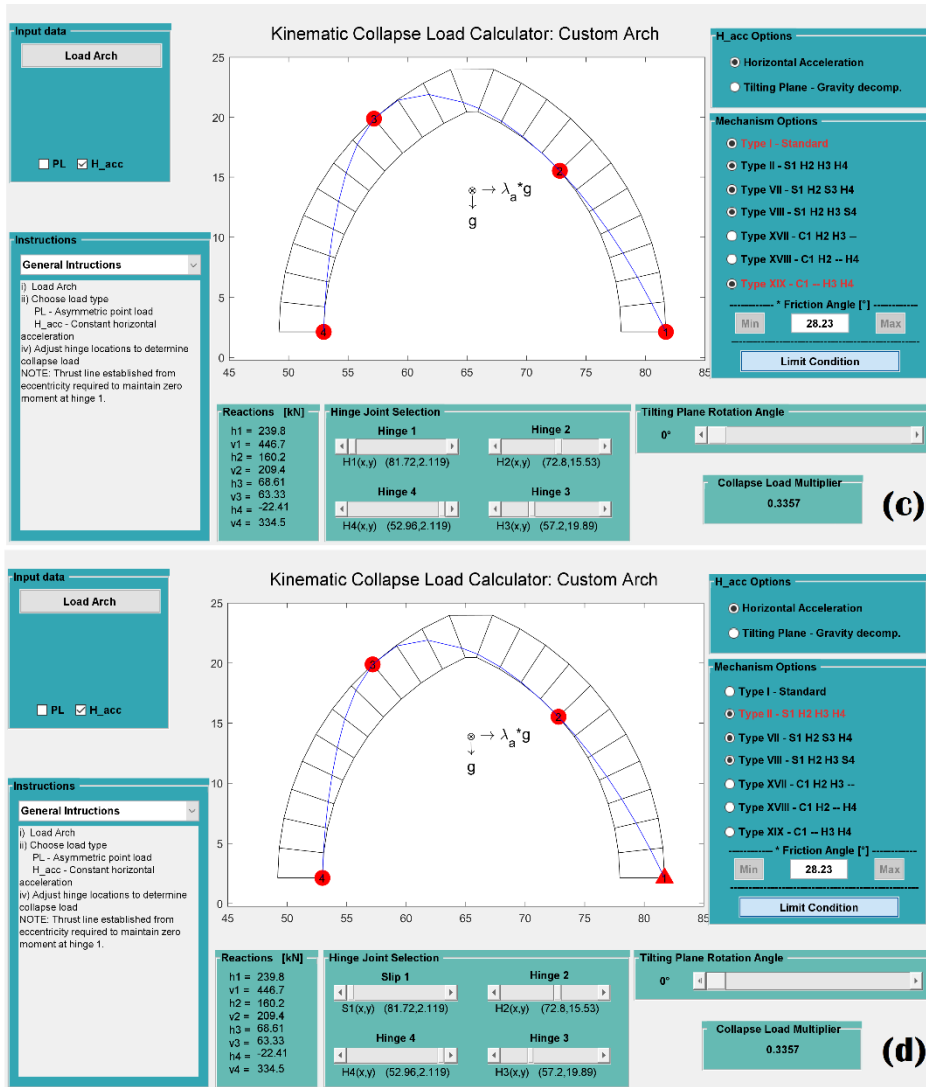 Input data
Load Arch
PL
H_acc
Instructions
General Intructions
i) Load Arch
ii) Choose load type
PL - Asymmetric point load
H_acc - Constant horizontal
acceleration
iv) Adjust hinge locations to determine
collapse load
NOTE: Thrust line established from
eccentricity required to maintain zero
moment at hinge 1.
Kinematic Collapse Load Calculator: Custom Arch
25
20
15
10
5
0
45 50 55 60 65 70 75 80 85
3
2
4
1
⊗ → λa*g
↓
g
H_acc Options
Horizontal Acceleration
Tilting Plane - Gravity decomp.
Mechanism Options
Type I - Standard
Type II - S1 H2 H3 H4
Type VII - S1 H2 S3 H4
Type VIII - S1 H2 H3 S4
Type XVII - C1 H2 H3 --
Type XVIII - C1 H2 -- H4
Type XIX - C1 -- H3 H4
* Friction Angle [°]
Min 28.23 Max
Limit Condition
Reactions [kN]
h1 = 239.8
v1 = 446.7
h2 = 160.2
v2 = 209.4
h3 = 68.61
v3 = 63.33
h4 = -22.41
v4 = 334.5
Hinge Joint Selection
Hinge 1 Hinge 2
H1(x,y) (81.72,2.119) H2(x,y) (72.8,15.53)
Hinge 4 Hinge 3
H4(x,y) (52.96,2.119) H3(x,y) (57.2,19.89)
Tilting Plane Rotation Angle
0°
Collapse Load Multiplier
0.3357
(c)
Input data
Load Arch
PL
H_acc
Instructions
General Intructions
i) Load Arch
ii) Choose load type
PL - Asymmetric point load
H_acc - Constant horizontal
acceleration
iv) Adjust hinge locations to determine
collapse load
NOTE: Thrust line established from
eccentricity required to maintain zero
moment at hinge 1.
Kinematic Collapse Load Calculator: Custom Arch
25
20
15
10
5
0
45 50 55 60 65 70 75 80 85
3
2
4
1
⊗ → λa*g
↓
g
H_acc Options
Horizontal Acceleration
Tilting Plane - Gravity decomp.
Mechanism Options
Type I - Standard
Type II - S1 H2 H3 H4
Type VII - S1 H2 S3 H4
Type VIII - S1 H2 H3 S4
Type XVII - C1 H2 H3 --
Type XVIII - C1 H2 -- H4
Type XIX - C1 -- H3 H4
* Friction Angle [°]
Min 28.23 Max
Limit Condition
Reactions [kN]
h1 = 239.8
v1 = 446.7
h2 = 160.2
v2 = 209.4
h3 = 68.61
v3 = 63.33
h4 = -22.41
v4 = 334.5
Hinge Joint Selection
Slip 1 Hinge 2
S1(x,y) (81.72,2.119) H2(x,y) (72.8,15.53)
Hinge 4 Hinge 3
H4(x,y) (52.96,2.119) H3(x,y) (57.2,19.89)
Tilting Plane Rotation Angle
0°
Collapse Load Multiplier
0.3357
(d)